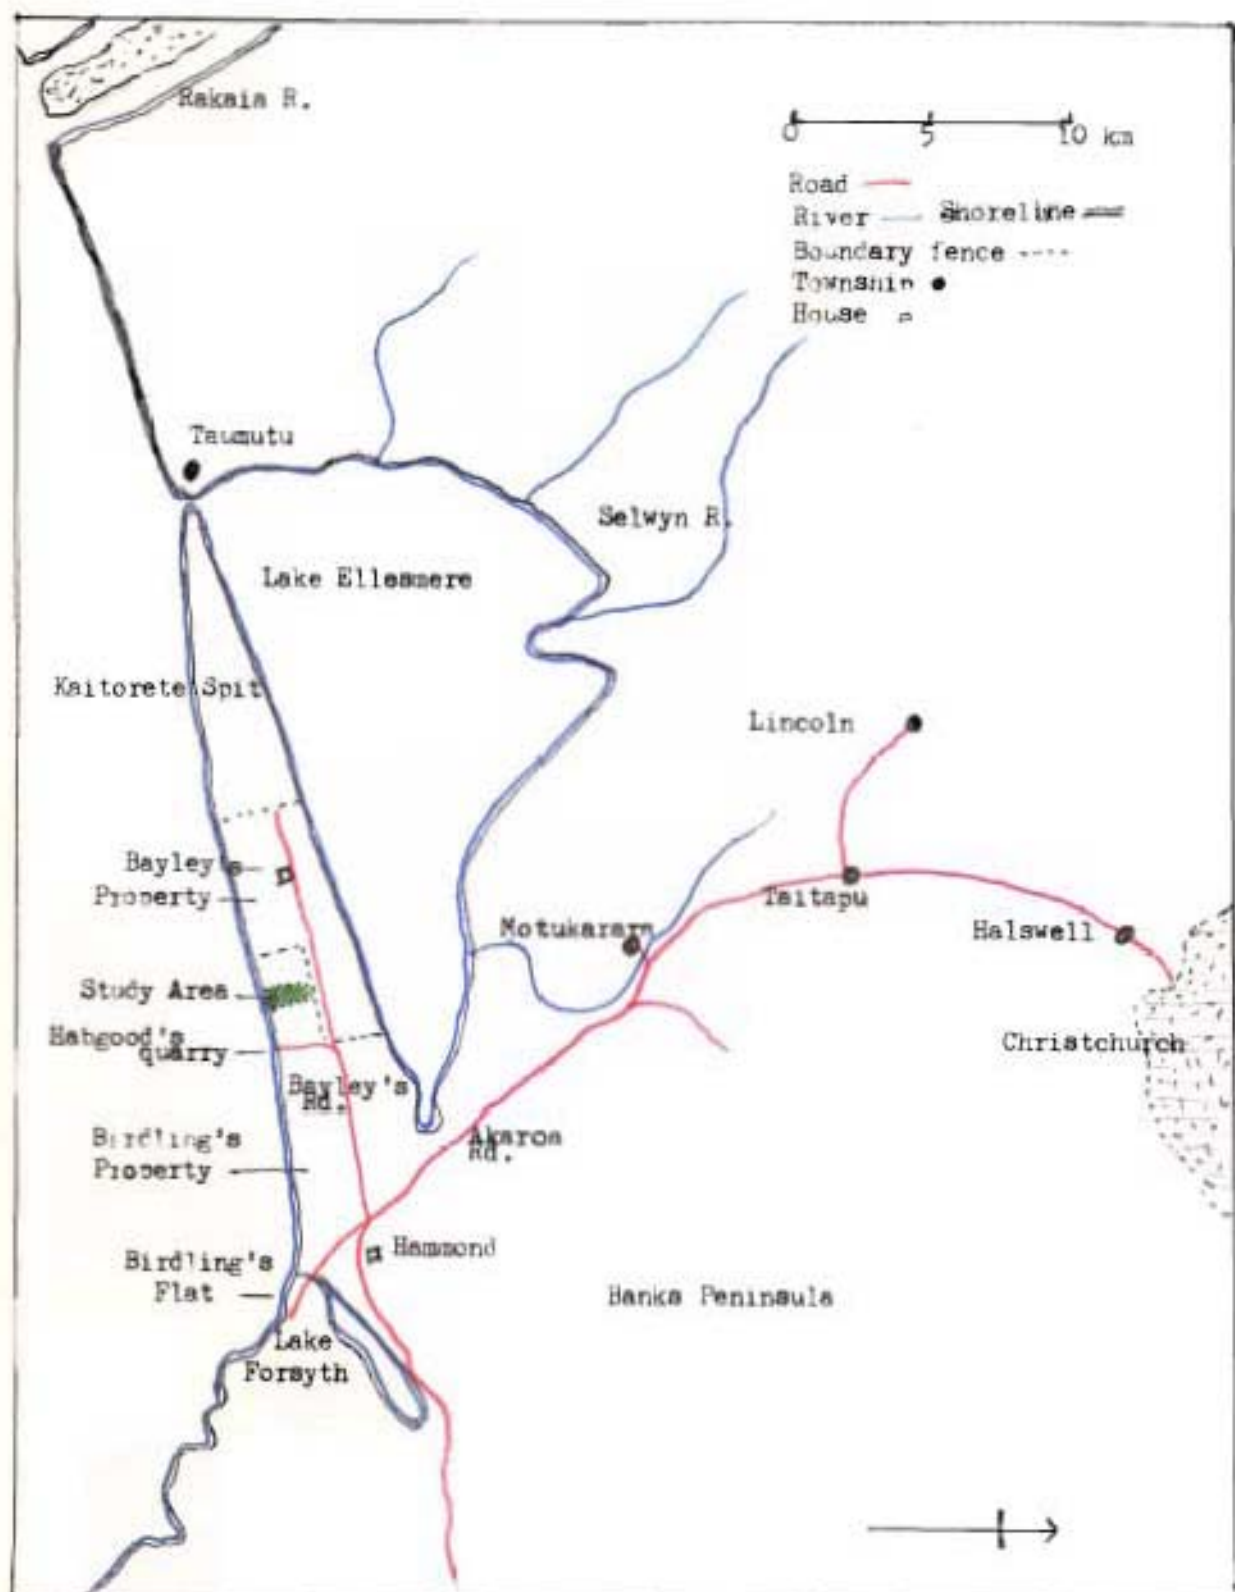 Rakaia R.
0 5 10 km
Road
River Shoreline
Boundary fence
Township
House
Taumutu
Selwyn R.
Lake Ellesmere
Kaitorete Spit
Lincoln
Bayley's
Property
Taitapu
Motukarara
Halswell
Study Area
Habgood's
quarry
Christchurch
Bayley's
Rd.
Akaroa
Rd.
Birdling's
Property
Hammond
Birdling's
Flat
Banks Peninsula
Lake
Forsyth